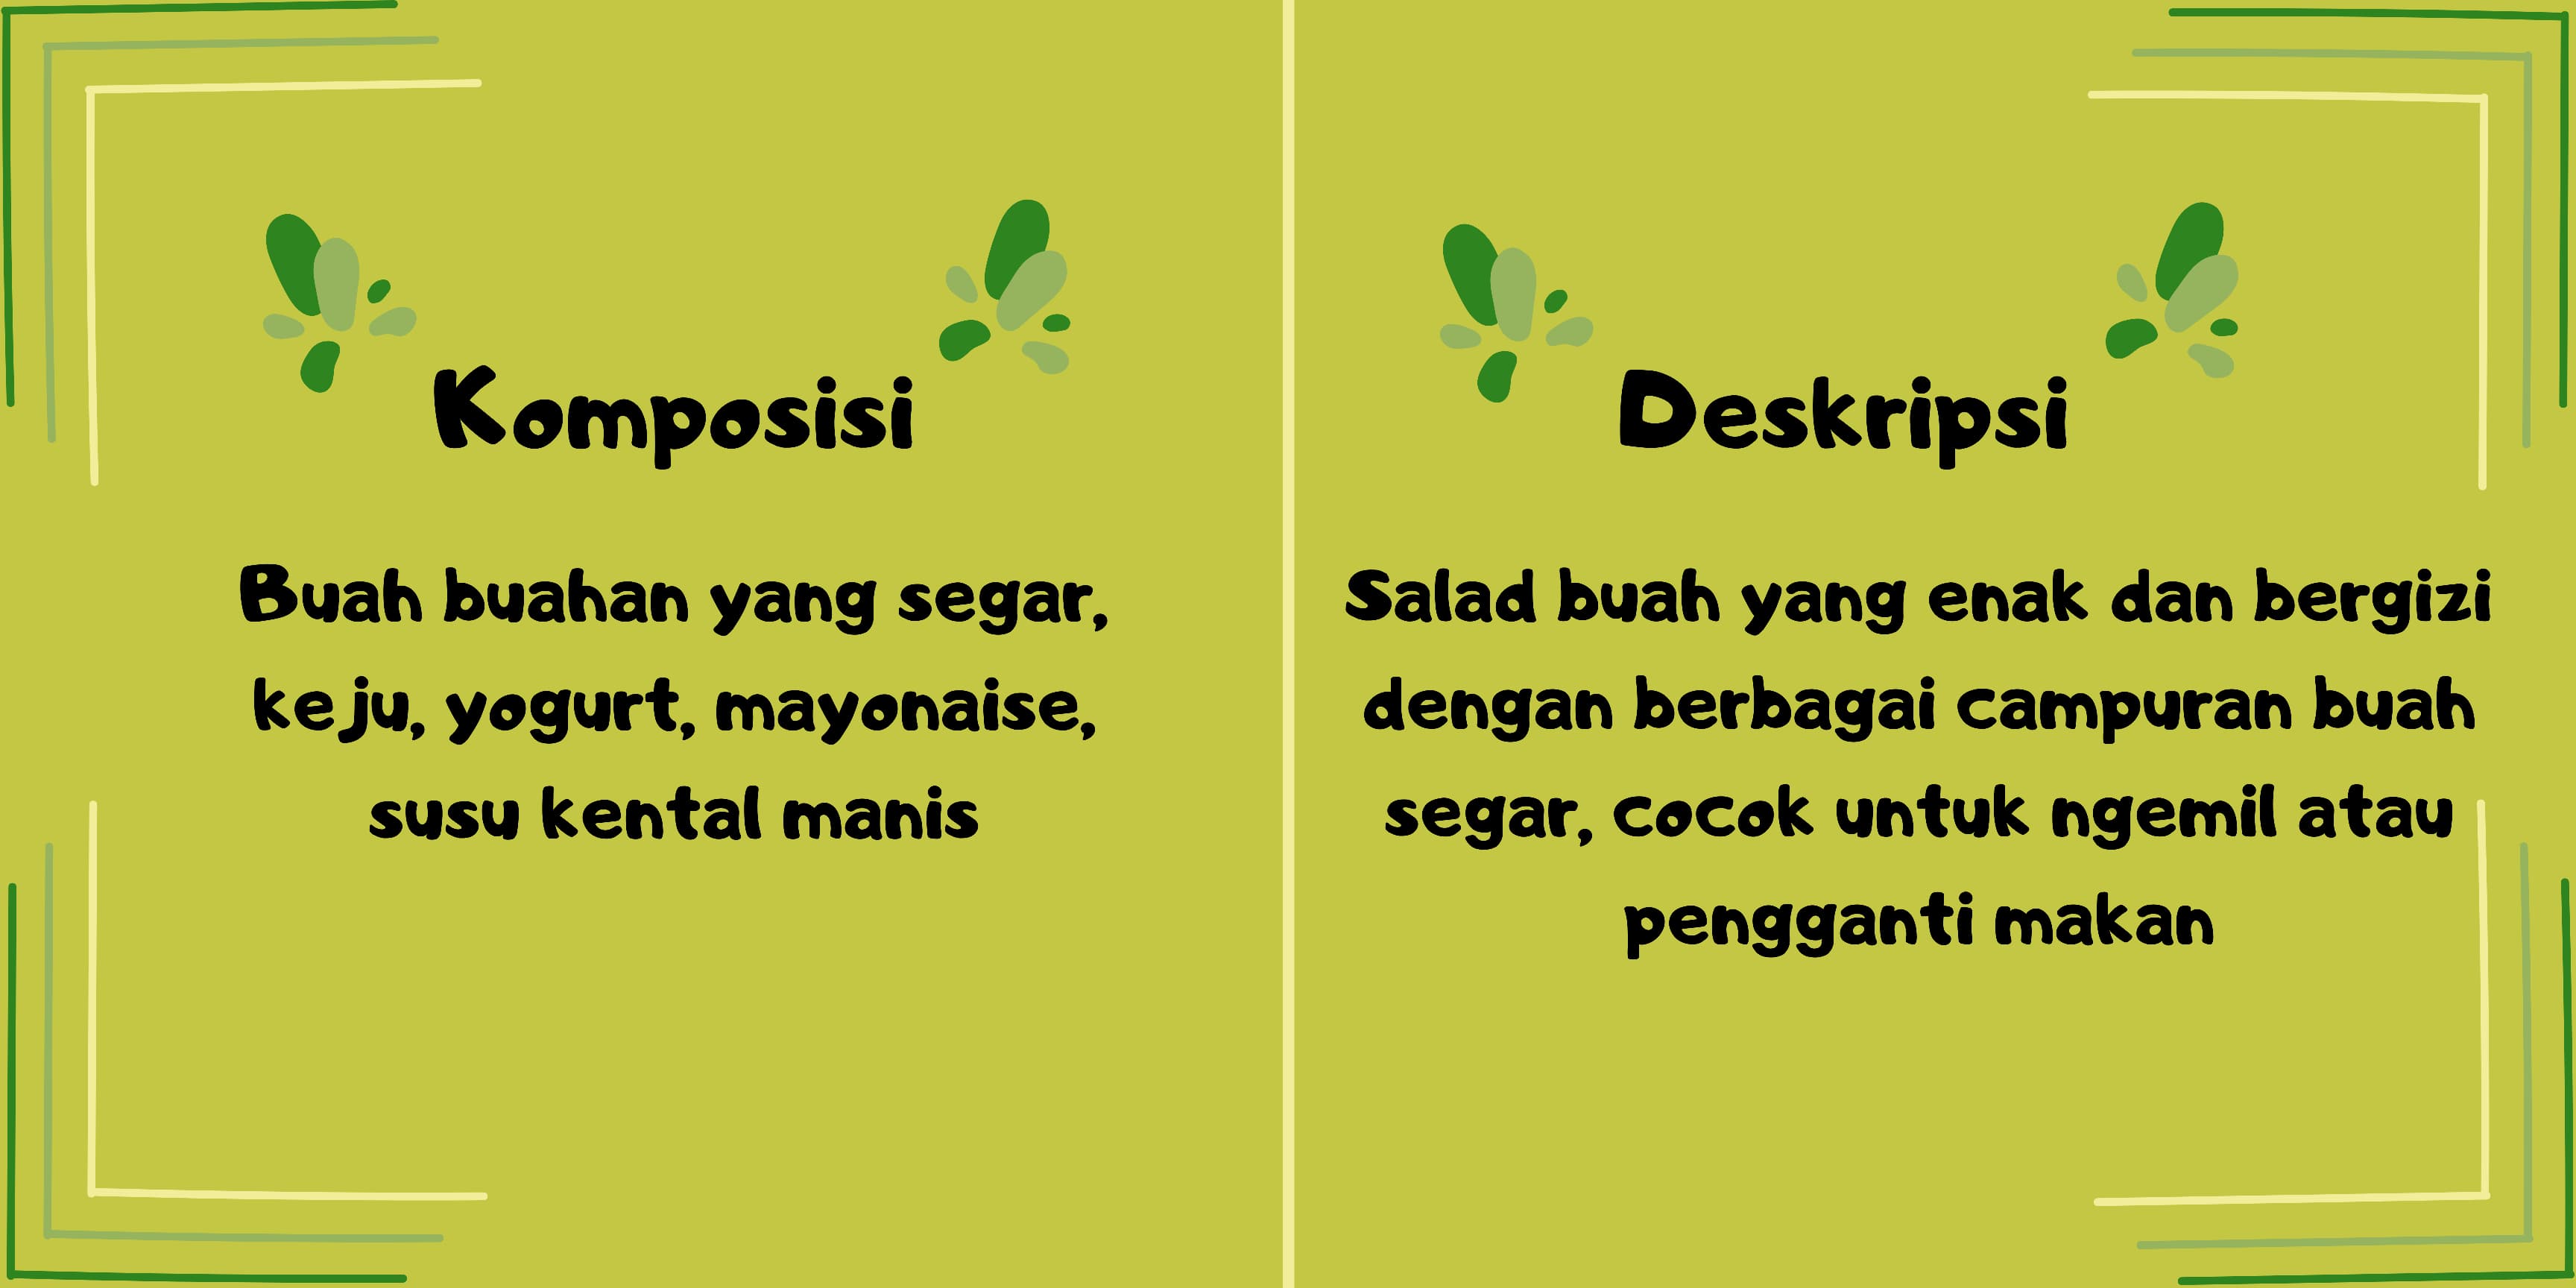 Komposisi
Buah buahan yang segar,
keju, yogurt, mayonaise,
susu kental manis
Deskripsi
Salad buah yang enak dan bergizi
dengan berbagai campuran buah
segar, cocok untuk ngemil atau
pengganti makan